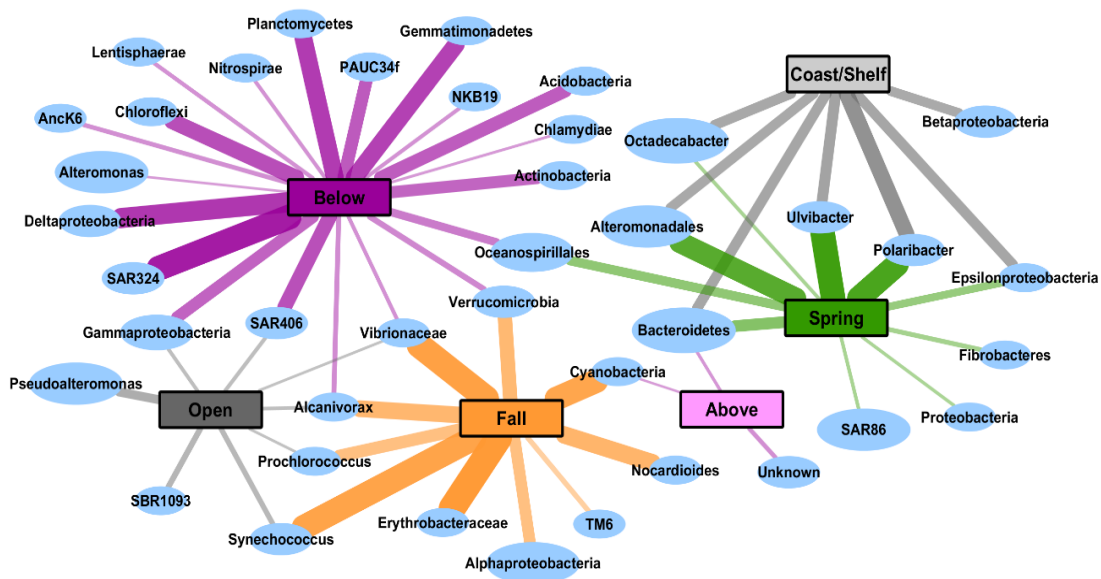 Planctomycetes
Gemmatimonadetes
Lentisphaerae
Nitrospirae
PAUC34f
Acidobacteria
Coast/Shelf
NKB19
AncK6
Chloroflexi
Chlamydiae
Betaproteobacteria
Octadecabacter
Alteromonas
Actinobacteria
Below
Deltaproteobacteria
Alteromonadales
Ulvibacter
Oceanospirillales
Polaribacter
SAR324
Epsilonproteobacteria
Verrucomicrobia
Gammaproteobacteria
SAR406
Vibrionaceae
Bacteroidetes
Spring
Fibrobacteres
Pseudoalteromonas
Cyanobacteria
Open
Alcanivorax
Fall
Above
Proteobacteria
SAR86
Prochlorococcus
Nocardioides
Unknown
SBR1093
Erythrobacteraceae
TM6
Synechococcus
Alphaproteobacteria